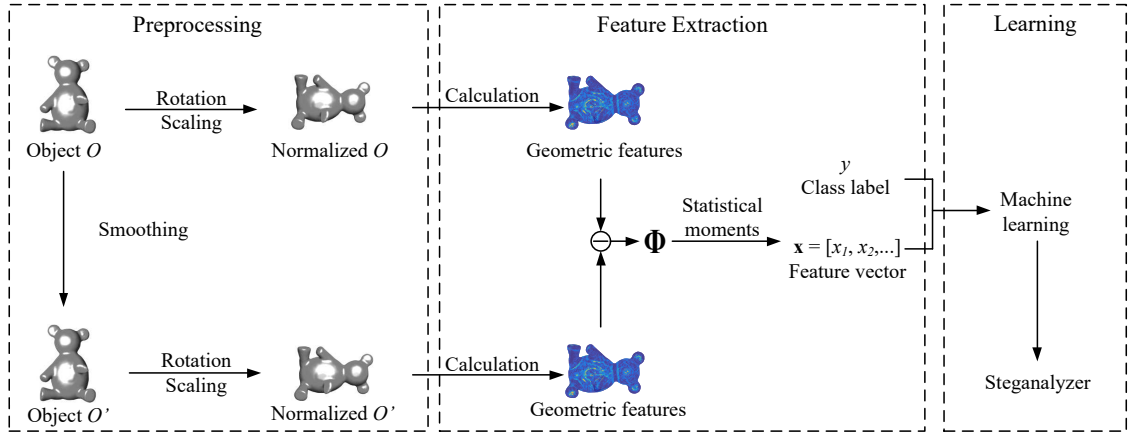 Preprocessing
Feature Extraction
Learning
Rotation
Scaling
Calculation
Object O
Normalized O
Geometric features
Smoothing
y
Class label
Statistical
moments
Φ
x = [x1, x2,...]
Feature vector
Machine
learning
Rotation
Scaling
Calculation
Object O’
Normalized O’
Geometric features
Steganalyzer